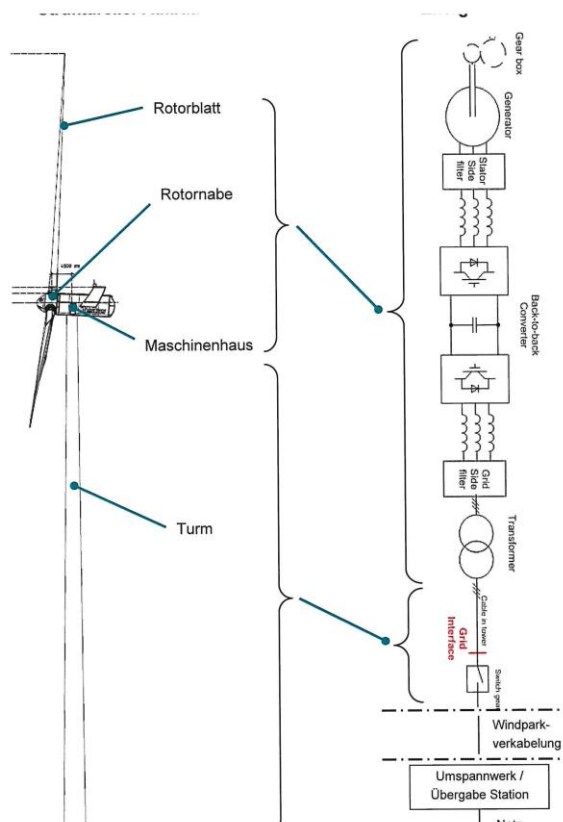 Rotorblatt
Rotornabe
Maschinenhaus
Turm
Gear box
Generator
Stator
Side
filter
Back-to-back
Converter
Grid
Side
filter
Transformer
Cable in tower
Grid
Interface
Switch gear
Windpark-
verkabelung
Umspannwerk /
Übergabe Station